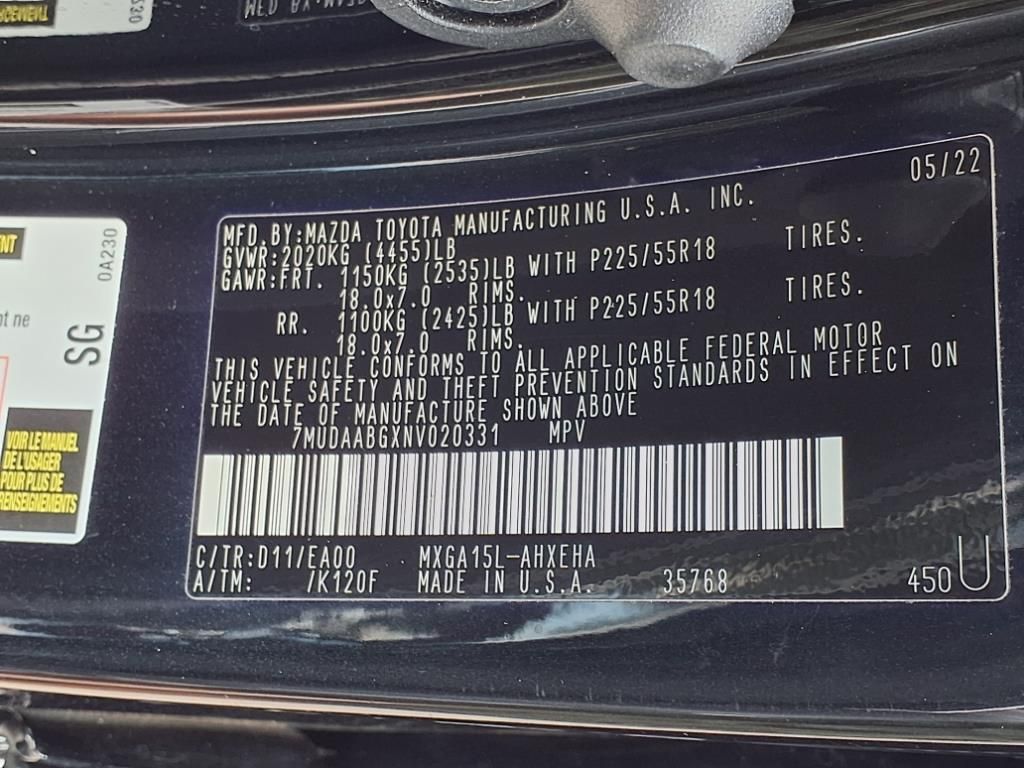 05/22
MFD.BY:MAZDA TOYOTA MANUFACTURING U.S.A. INC.
GVWR:2020KG (4455)LB
GAWR:FRT. 1150KG (2535)LB WITH P225/55R18 TIRES.
18.0x7.0 RIMS.
RR. 1100KG (2425)LB WITH P225/55R18 TIRES.
18.0x7.0 RIMS.
THIS VEHICLE CONFORMS TO ALL APPLICABLE FEDERAL MOTOR
VEHICLE SAFETY AND THEFT PREVENTION STANDARDS IN EFFECT ON
THE DATE OF MANUFACTURE SHOWN ABOVE
7MUDAABGXNV020331 MPV
C/TR:D11/EA00 MXGA15L-AHXEHA
A/TM: /K120F MADE IN U.S.A. 35768 450 U
0A230
SG
VOIR LE MANUEL
DE L'USAGER
POUR PLUS DE
RENSEIGNEMENTS